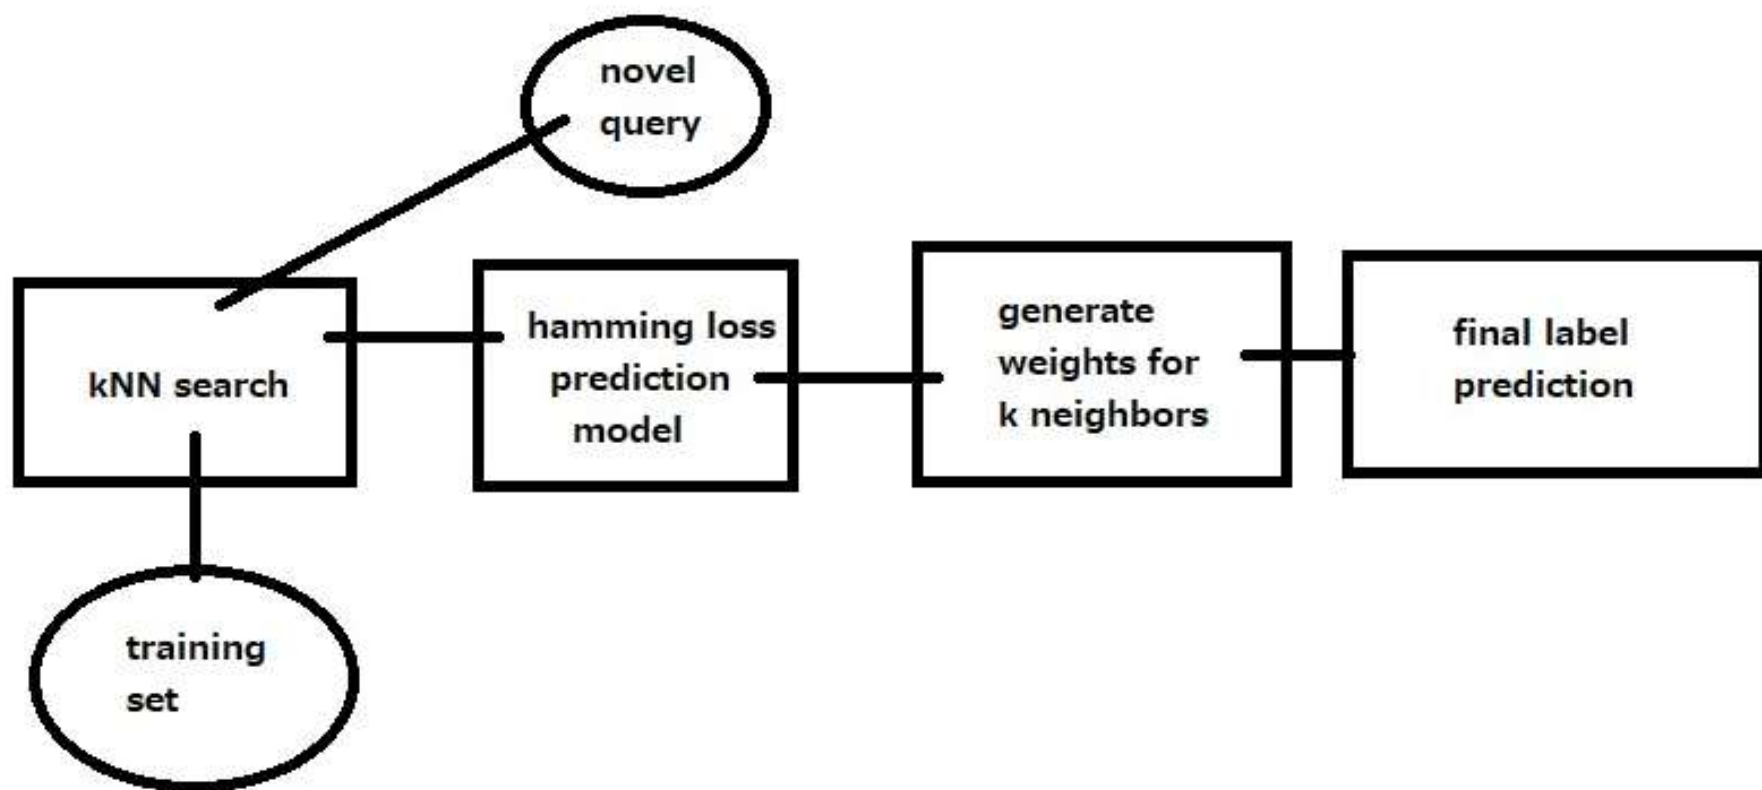 novel
query
kNN search
hamming loss
prediction
model
generate
weights for
k neighbors
final label
prediction
training
set